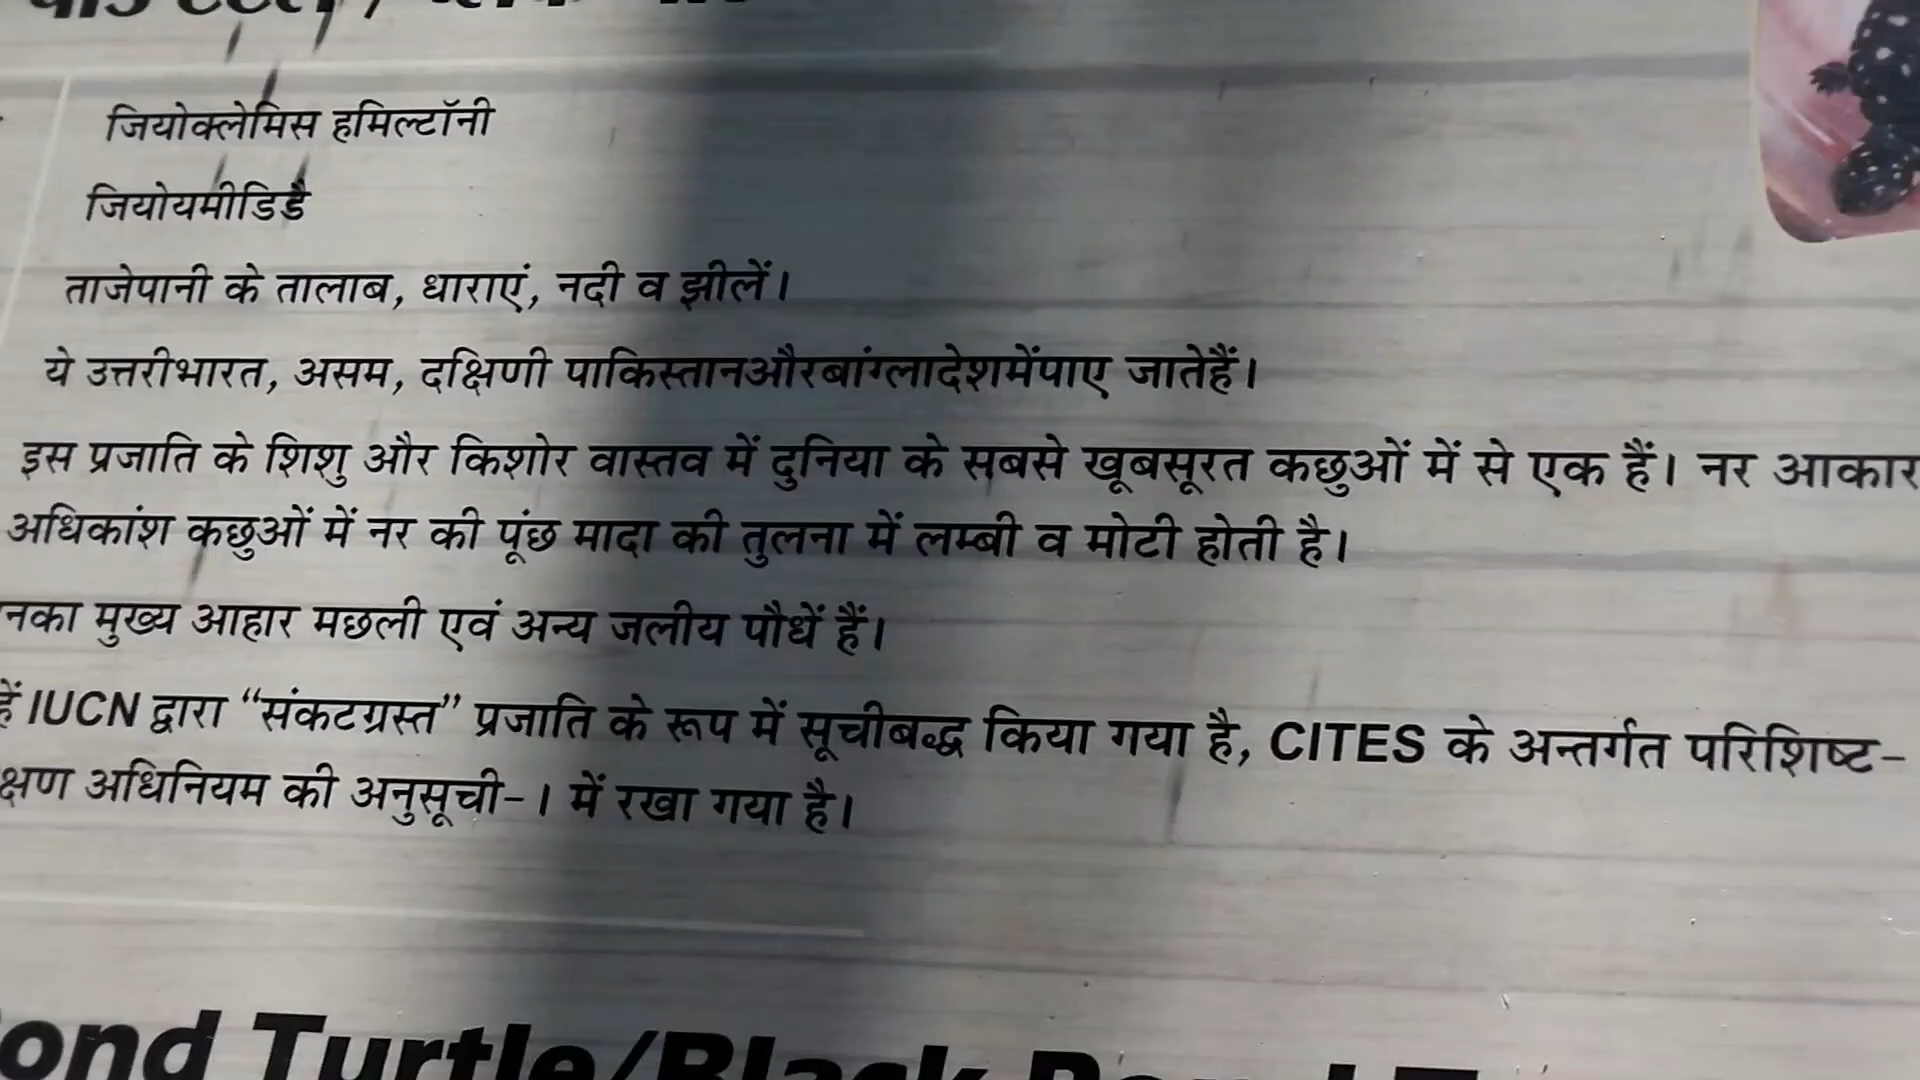 जियोक्लेमिस हमिल्टॉनी
जियोयमीडिडै
ताजेपानी के तालाब, धाराएं, नदी व झीलें।
ये उत्तरीभारत, असम, दक्षिणी पाकिस्तानऔरबांग्लादेशमेंपाए जातेहैं।
इस प्रजाति के शिशु और किशोर वास्तव में दुनिया के सबसे खूबसूरत कछुओं में से एक हैं। नर आकार
अधिकांश कछुओं में नर की पूंछ मादा की तुलना में लम्बी व मोटी होती है।
नका मुख्य आहार मछली एवं अन्य जलीय पौधें हैं।
हें IUCN द्वारा “संकटग्रस्त” प्रजाति के रूप में सूचीबद्ध किया गया है, CITES के अन्तर्गत परिशिष्ट-
क्षण अधिनियम की अनुसूची-। में रखा गया है।
ond Turtle/Black Pond T